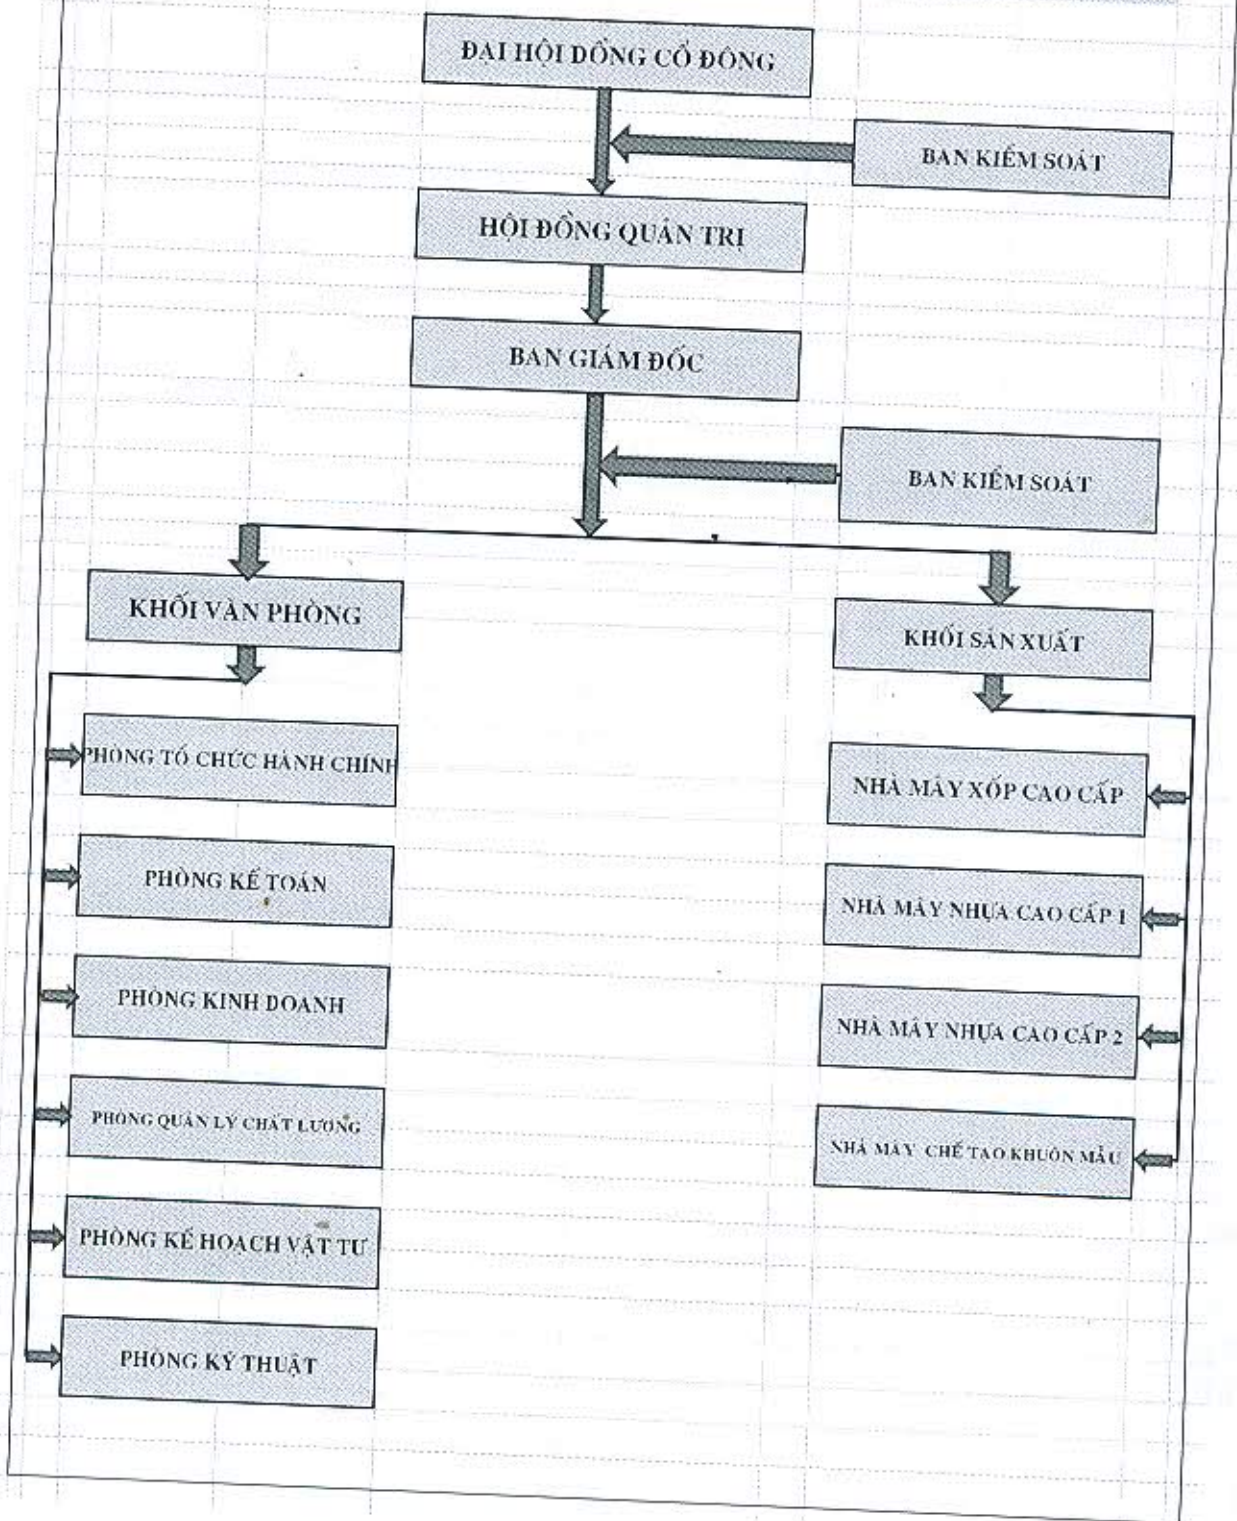 ĐẠI HỘI ĐỒNG CỔ ĐÔNG
BAN KIỂM SOÁT
HỘI ĐỒNG QUẢN TRỊ
BAN GIÁM ĐỐC
BAN KIỂM SOÁT
KHỐI VĂN PHÒNG
KHỐI SẢN XUẤT
PHÒNG TỔ CHỨC HÀNH CHÍNH
NHÀ MÁY XỐP CAO CẤP
PHÒNG KẾ TOÁN
NHÀ MÁY NHỰA CAO CẤP 1
PHÒNG KINH DOANH
NHÀ MÁY NHỰA CAO CẤP 2
PHÒNG QUẢN LÝ CHẤT LƯỢNG
NHÀ MÁY CHẾ TẠO KHUÔN MẪU
PHÒNG KẾ HOẠCH VẬT TƯ
PHÒNG KỸ THUẬT